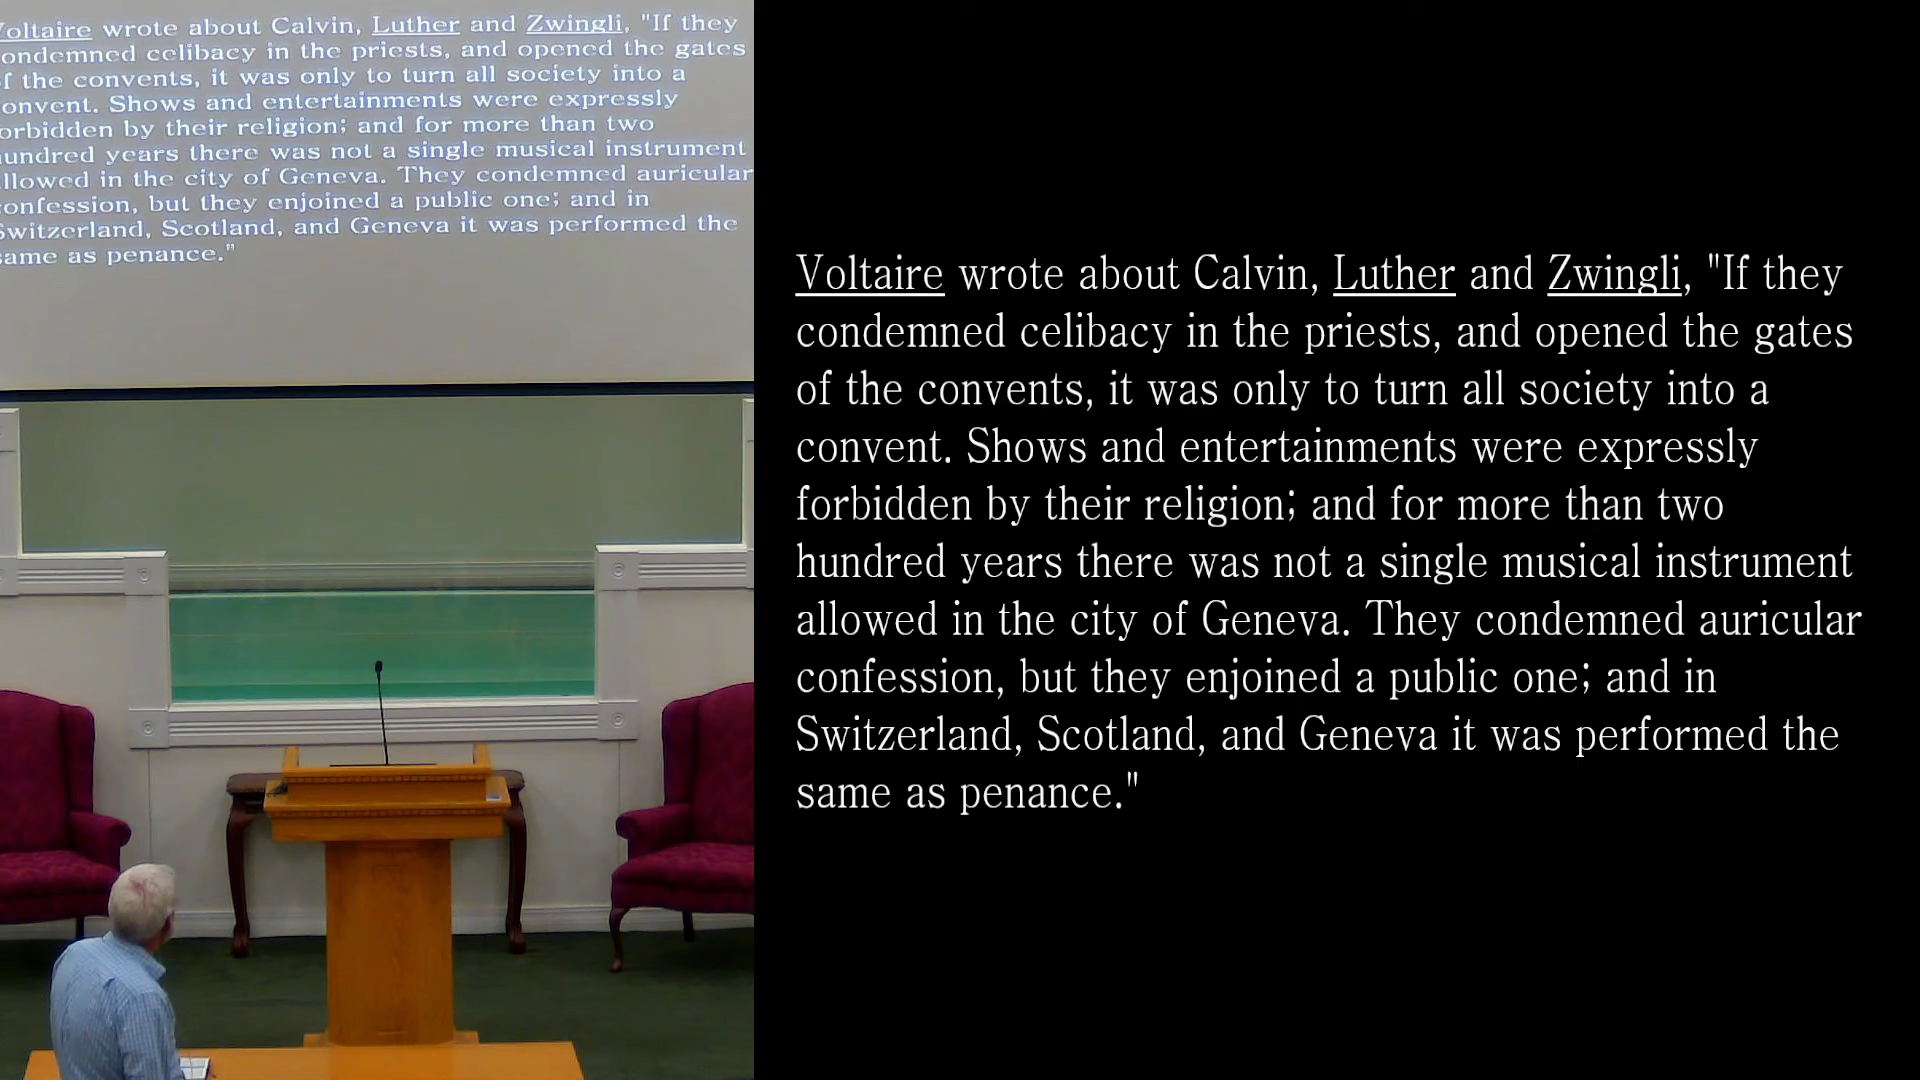 Voltaire wrote about Calvin, Luther and Zwingli, "If they
condemned celibacy in the priests, and opened the gates
of the convents, it was only to turn all society into a
convent. Shows and entertainments were expressly
forbidden by their religion; and for more than two
hundred years there was not a single musical instrument
allowed in the city of Geneva. They condemned auricular
confession, but they enjoined a public one; and in
Switzerland, Scotland, and Geneva it was performed the
same as penance."
oltaire wrote about Calvin, Luther and Zwingli, "If they
ondemned celibacy in the priests, and opened the gates
f the convents, it was only to turn all society into a
onvent. Shows and entertainments were expressly
orbidden by their religion; and for more than two
undred years there was not a single musical instrument
llowed in the city of Geneva. They condemned auricular
onfession, but they enjoined a public one; and in
Switzerland, Scotland, and Geneva it was performed the
same as penance."